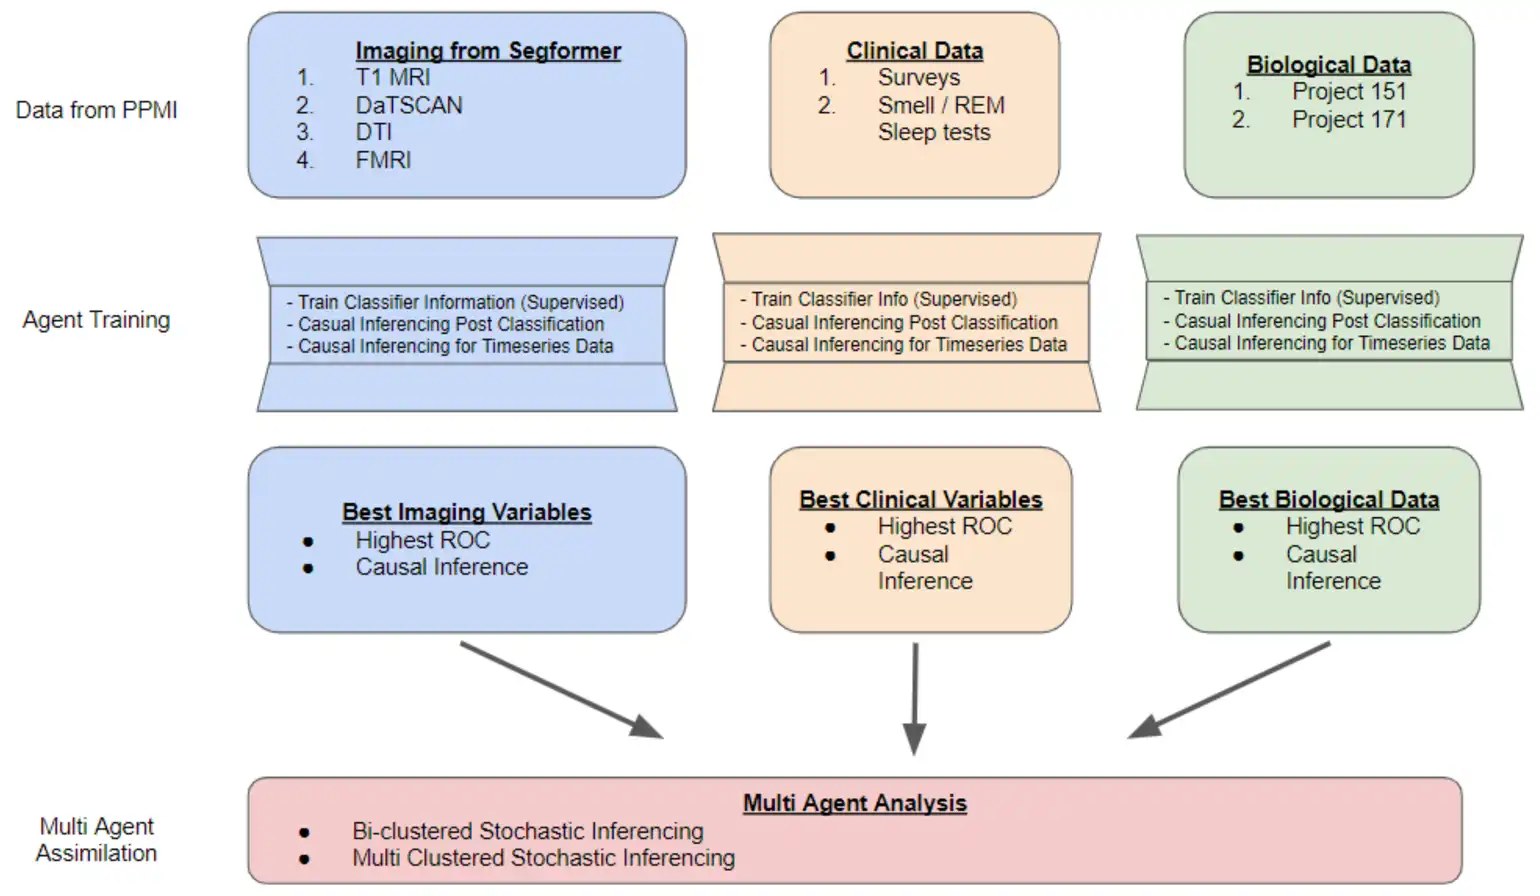 Data from PPMI
Imaging from Segformer
1. T1 MRI
2. DaTSCAN
3. DTI
4. FMRI
Clinical Data
1. Surveys
2. Smell / REM
Sleep tests
Biological Data
1. Project 151
2. Project 171
Agent Training
- Train Classifier Information (Supervised)
- Casual Inferencing Post Classification
- Causal Inferencing for Timeseries Data
- Train Classifier Info (Supervised)
- Casual Inferencing Post Classification
- Causal Inferencing for Timeseries Data
- Train Classifier Info (Supervised)
- Casual Inferencing Post Classification
- Causal Inferencing for Timeseries Data
Best Imaging Variables
● Highest ROC
● Causal Inference
Best Clinical Variables
● Highest ROC
● Causal
Inference
Best Biological Data
● Highest ROC
● Causal
Inference
Multi Agent
Assimilation
Multi Agent Analysis
● Bi-clustered Stochastic Inferencing
● Multi Clustered Stochastic Inferencing